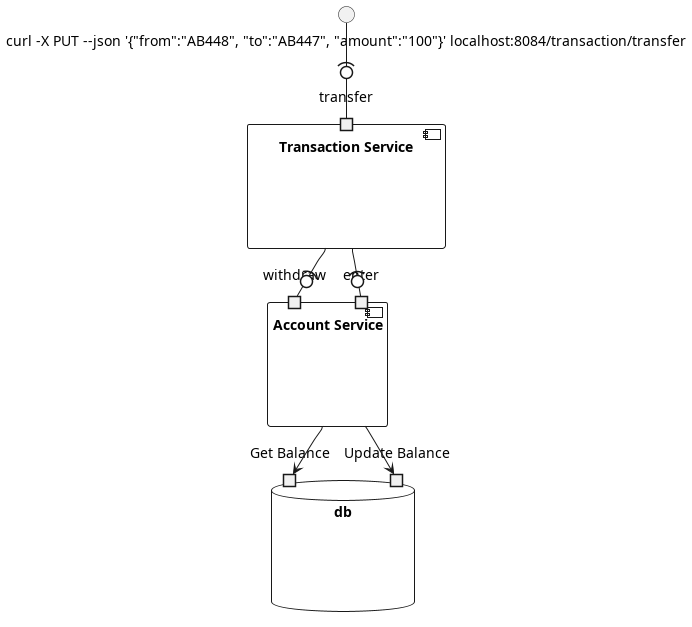 curl -X PUT --json '{"from":"AB448", "to":"AB447", "amount":"100"}' localhost:8084/transaction/transfer
transfer
Transaction Service
withdraw enter
Account Service
Get Balance Update Balance
db